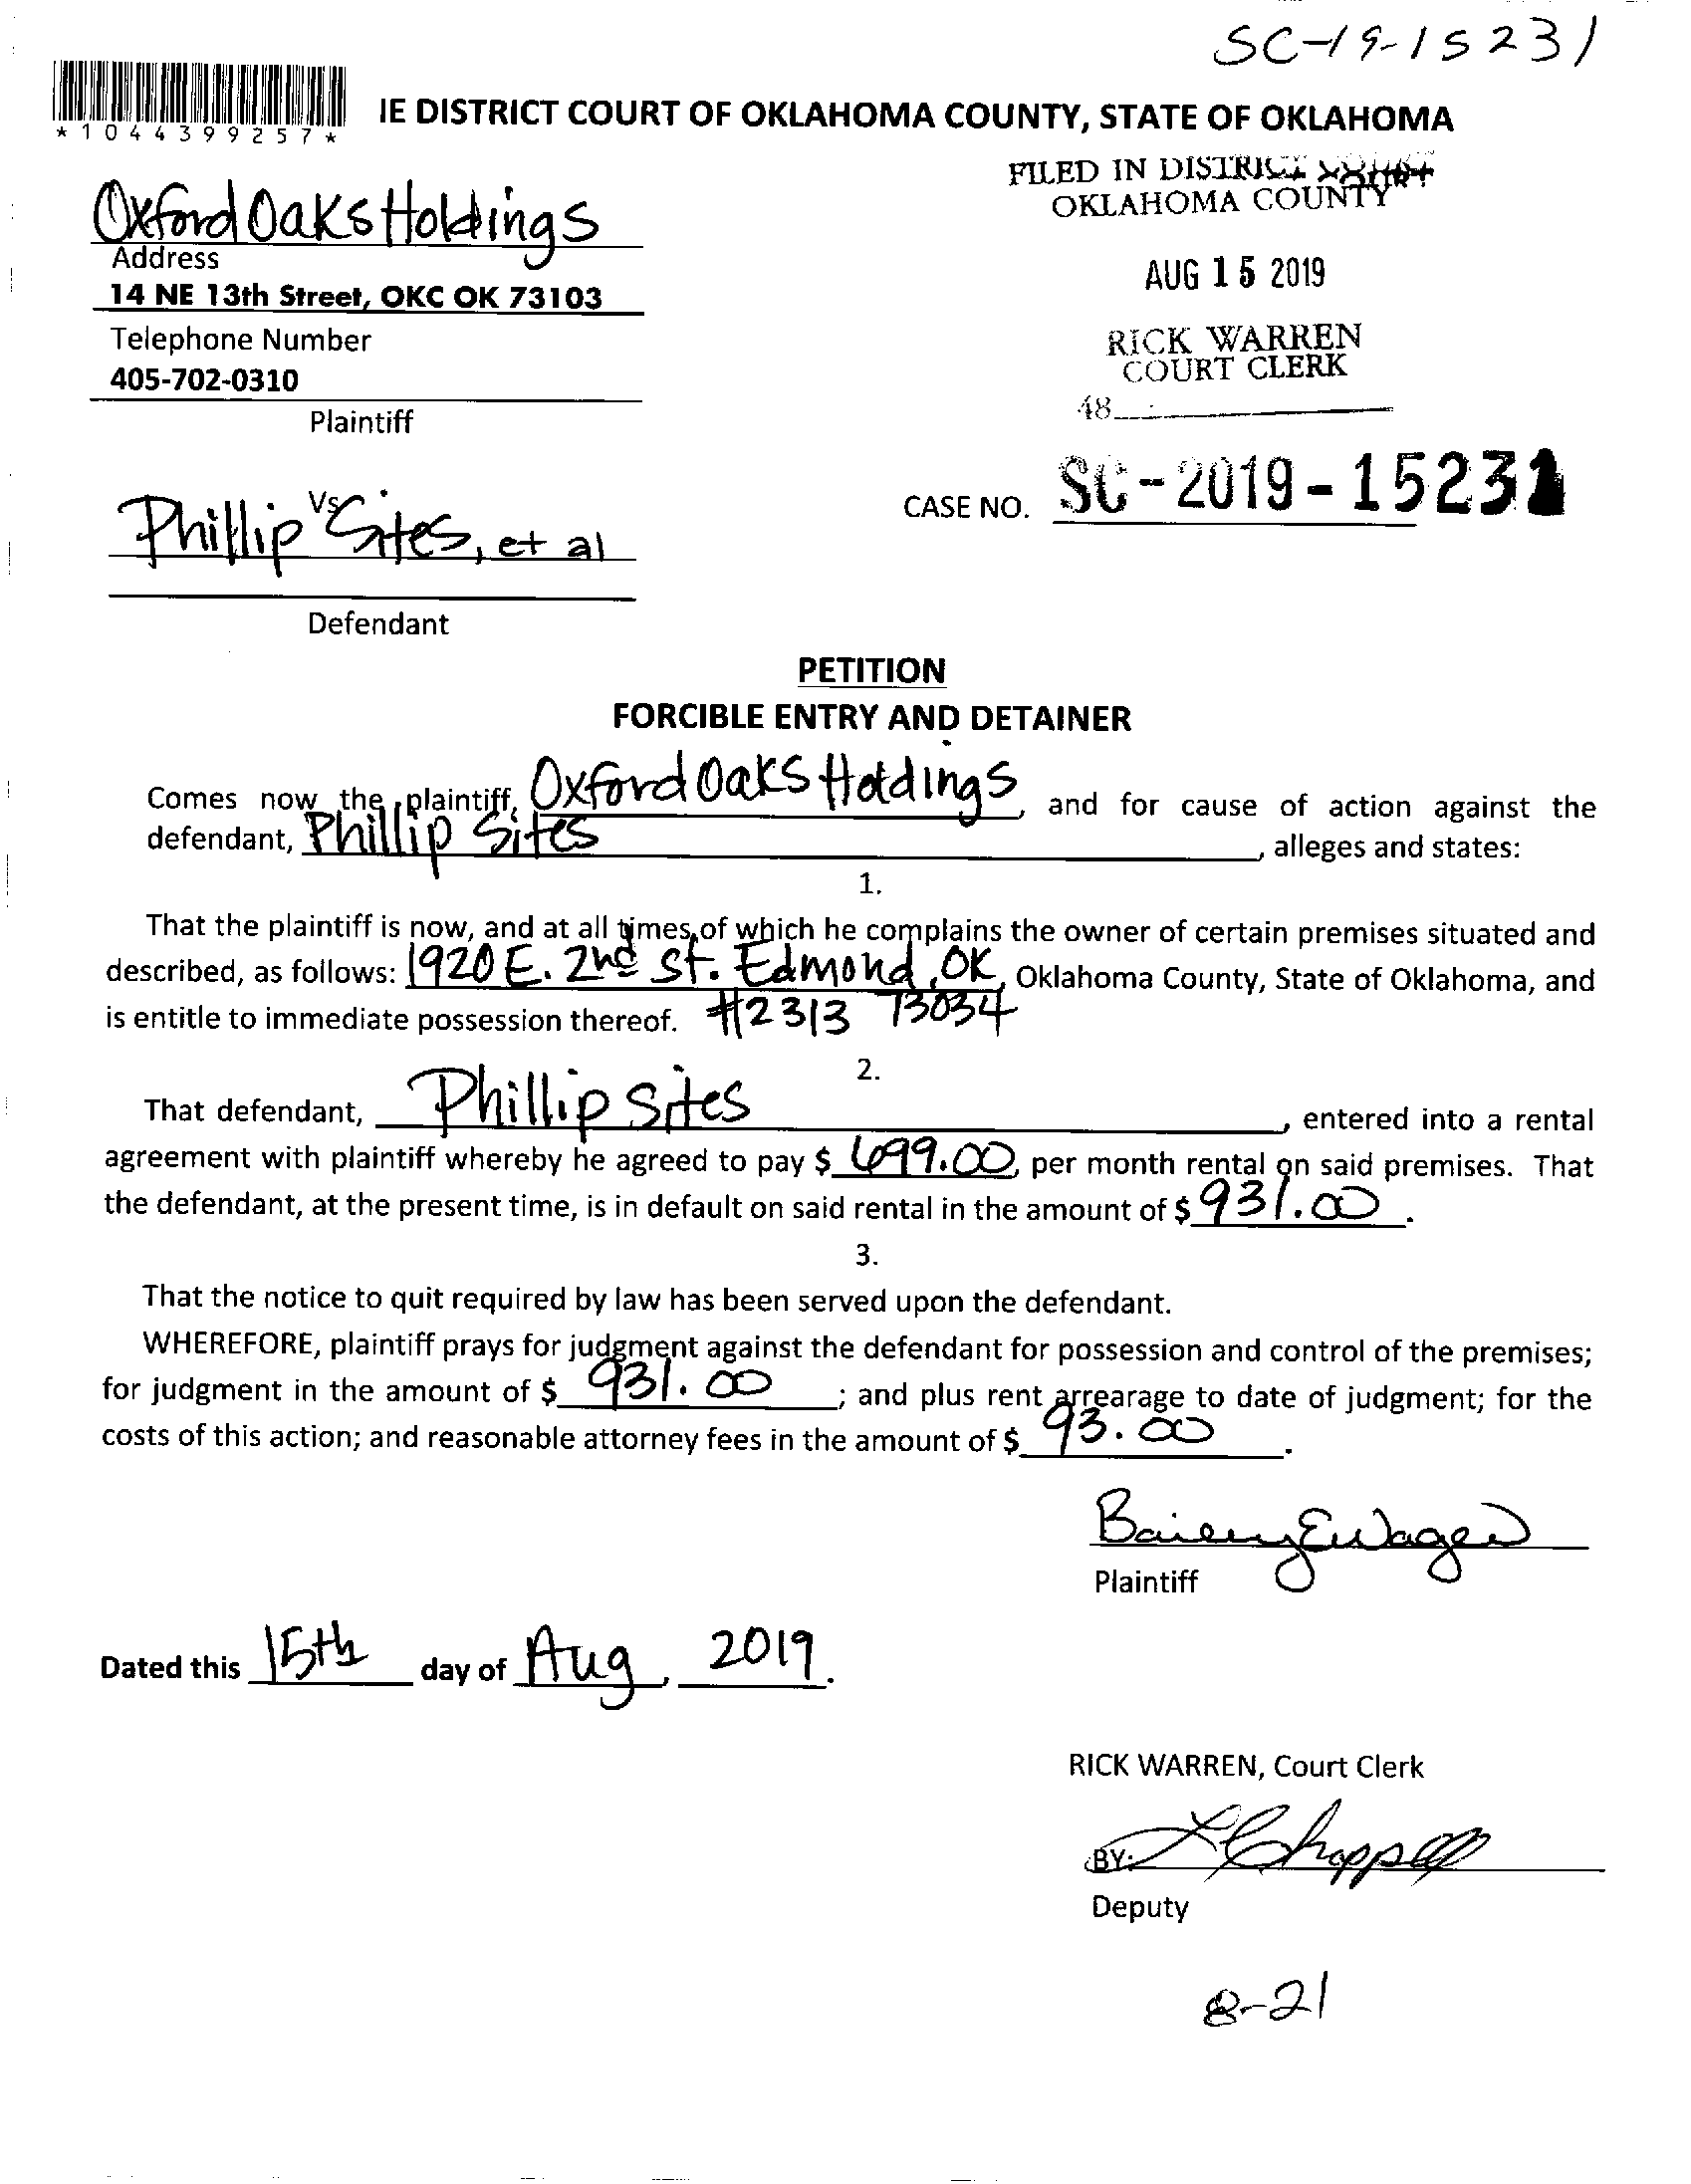 SC-19-15231
*1044399257*
IE DISTRICT COURT OF OKLAHOMA COUNTY, STATE OF OKLAHOMA
FILED IN DISTRICT COURT
OKLAHOMA COUNTY
Oxford Oaks Holdings
Address
14 NE 13th Street, OKC OK 73103
AUG 15 2019
Telephone Number
405-702-0310
RICK WARREN
COURT CLERK
48
Plaintiff
Vs.
Phillip Sites, et al
CASE NO. SC-2019-15231
Defendant
PETITION
FORCIBLE ENTRY AND DETAINER
Comes now the plaintiff, Oxford Oaks Holdings, and for cause of action against the
defendant, Phillip Sites, alleges and states:
1.
That the plaintiff is now, and at all times of which he complains the owner of certain premises situated and
described, as follows: 1920 E. 2nd St. Edmond, OK, Oklahoma County, State of Oklahoma, and
is entitle to immediate possession thereof. #2313 73034
2.
That defendant, Phillip Sites, entered into a rental
agreement with plaintiff whereby he agreed to pay $ 699.00, per month rental on said premises. That
the defendant, at the present time, is in default on said rental in the amount of $ 931.00.
3.
That the notice to quit required by law has been served upon the defendant.
WHEREFORE, plaintiff prays for judgment against the defendant for possession and control of the premises;
for judgment in the amount of $ 931.00; and plus rent arrearage to date of judgment; for the
costs of this action; and reasonable attorney fees in the amount of $ 93.00.
Plaintiff
Dated this 15th day of Aug, 2019.
RICK WARREN, Court Clerk
BY:
Deputy
8-21